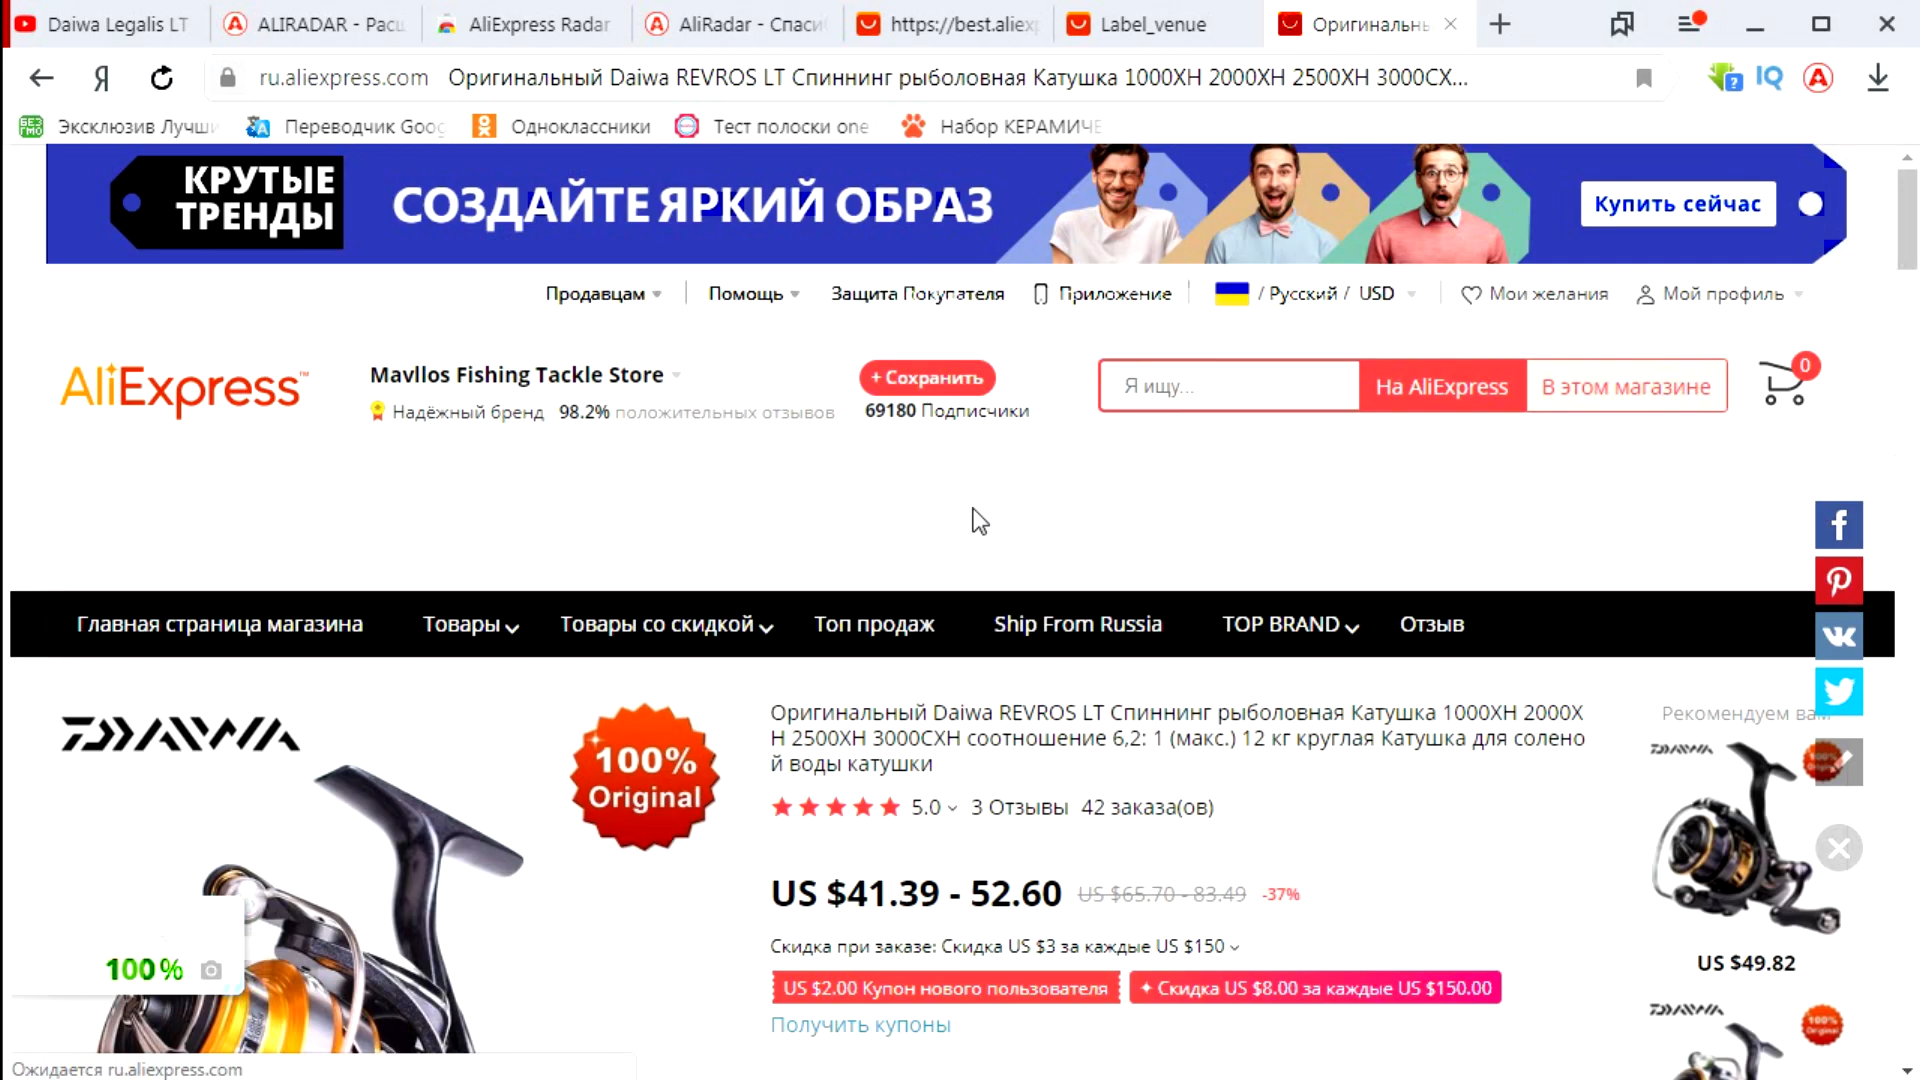 Daiwa Legalis LT
ALIRADAR - Расш
AliExpress Radar
AliRadar - Спаси
https://best.aliexp
Label_venue
Оригинальн
ru.aliexpress.com Оригинальный Daiwa REVROS LT Спиннинг рыболовная Катушка 1000XH 2000XH 2500XH 3000CX...
Эксклюзив Лучши
Переводчик Goog
Одноклассники
Тест полоски one
Набор КЕРАМИЧЕ
КРУТЫЕ
ТРЕНДЫ
СОЗДАЙТЕ ЯРКИЙ ОБРАЗ
Купить сейчас
Продавцам
Помощь
Защита Покупателя
Приложение
/ Русский / USD
Мои желания
Мой профиль
AliExpress™
Mavllos Fishing Tackle Store
Надёжный бренд 98.2% положительных отзывов
+ Сохранить
69180 Подписчики
Я ищу...
На AliExpress
В этом магазине
0
Главная страница магазина
Товары
Товары со скидкой
Топ продаж
Ship From Russia
TOP BRAND
Отзыв
DAIWA
100%
Original
Оригинальный Daiwa REVROS LT Спиннинг рыболовная Катушка 1000XH 2000X
H 2500XH 3000CXH соотношение 6,2: 1 (макс.) 12 кг круглая Катушка для солено
й воды катушки
5.0 3 Отзывы 42 заказа(ов)
US $41.39 - 52.60 US $65.70 - 83.49 -37%
Скидка при заказе: Скидка US $3 за каждые US $150
US $2.00 Купон нового пользователя
Скидка US $8.00 за каждые US $150.00
Получить купоны
Рекомендуем вам
DAIWA
US $49.82
DAIWA
100%
Original
100%
Ожидается ru.aliexpress.com